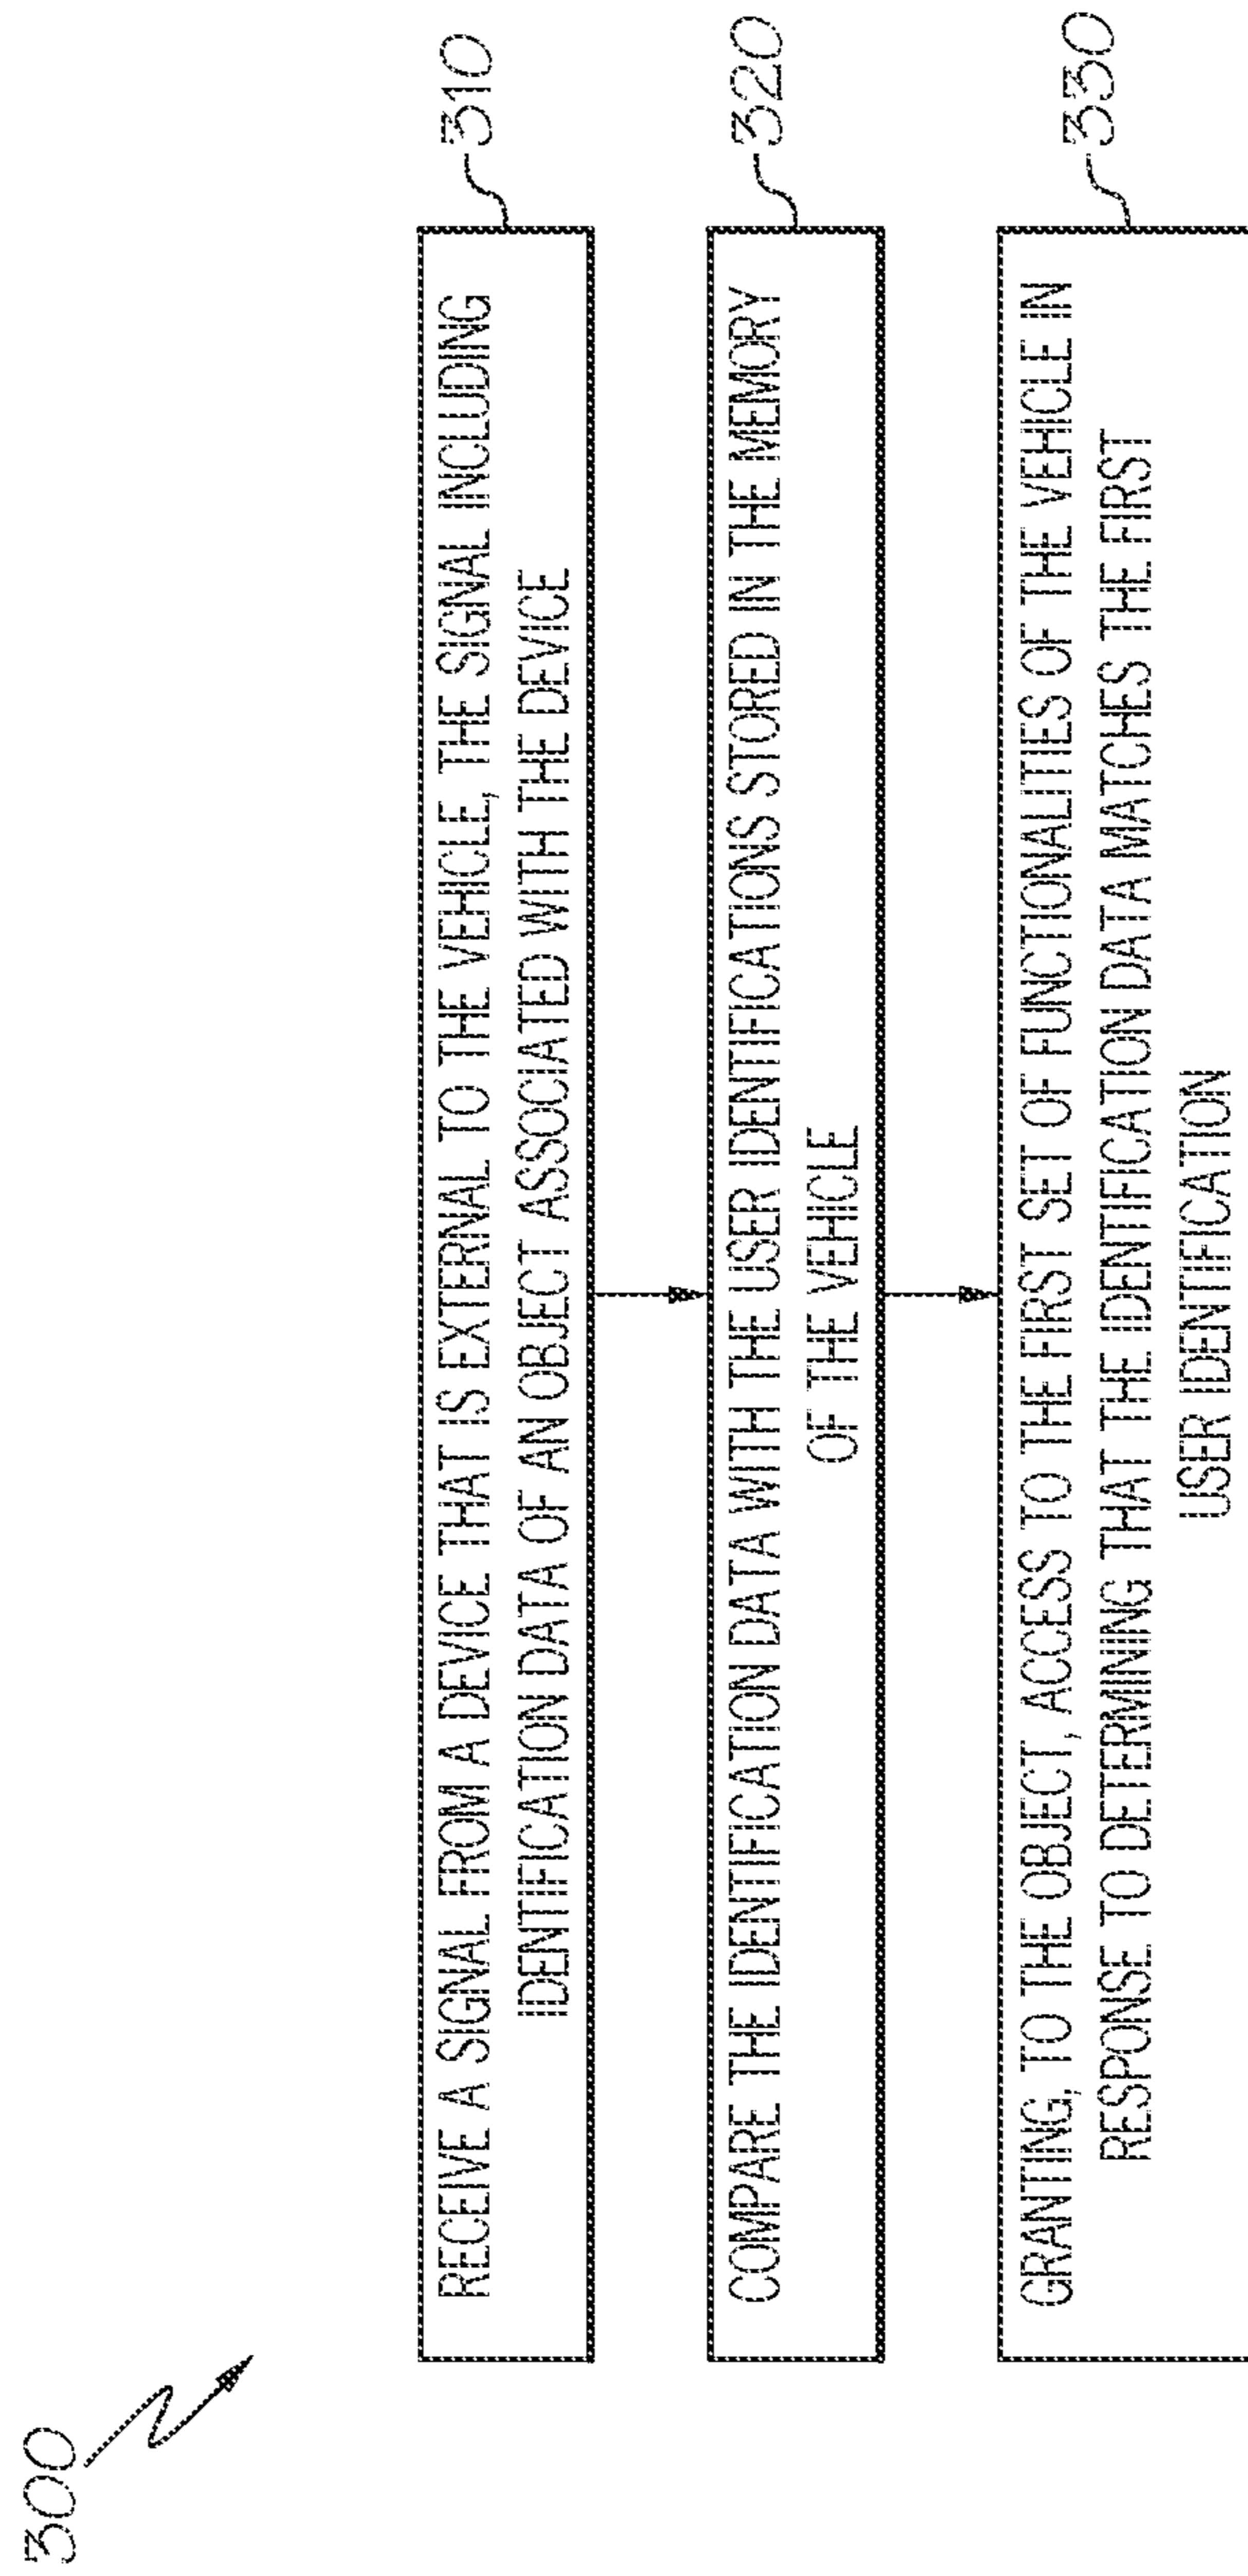 300
RECEIVE A SIGNAL FROM A DEVICE THAT IS EXTERNAL TO THE VEHICLE, THE SIGNAL INCLUDING
IDENTIFICATION DATA OF AN OBJECT ASSOCIATED WITH THE DEVICE
310
COMPARE THE IDENTIFICATION DATA WITH THE USER IDENTIFICATIONS STORED IN THE MEMORY
OF THE VEHICLE
320
GRANTING, TO THE OBJECT, ACCESS TO THE FIRST SET OF FUNCTIONALITIES OF THE VEHICLE IN
RESPONSE TO DETERMINING THAT THE IDENTIFICATION DATA MATCHES THE FIRST
USER IDENTIFICATION
330